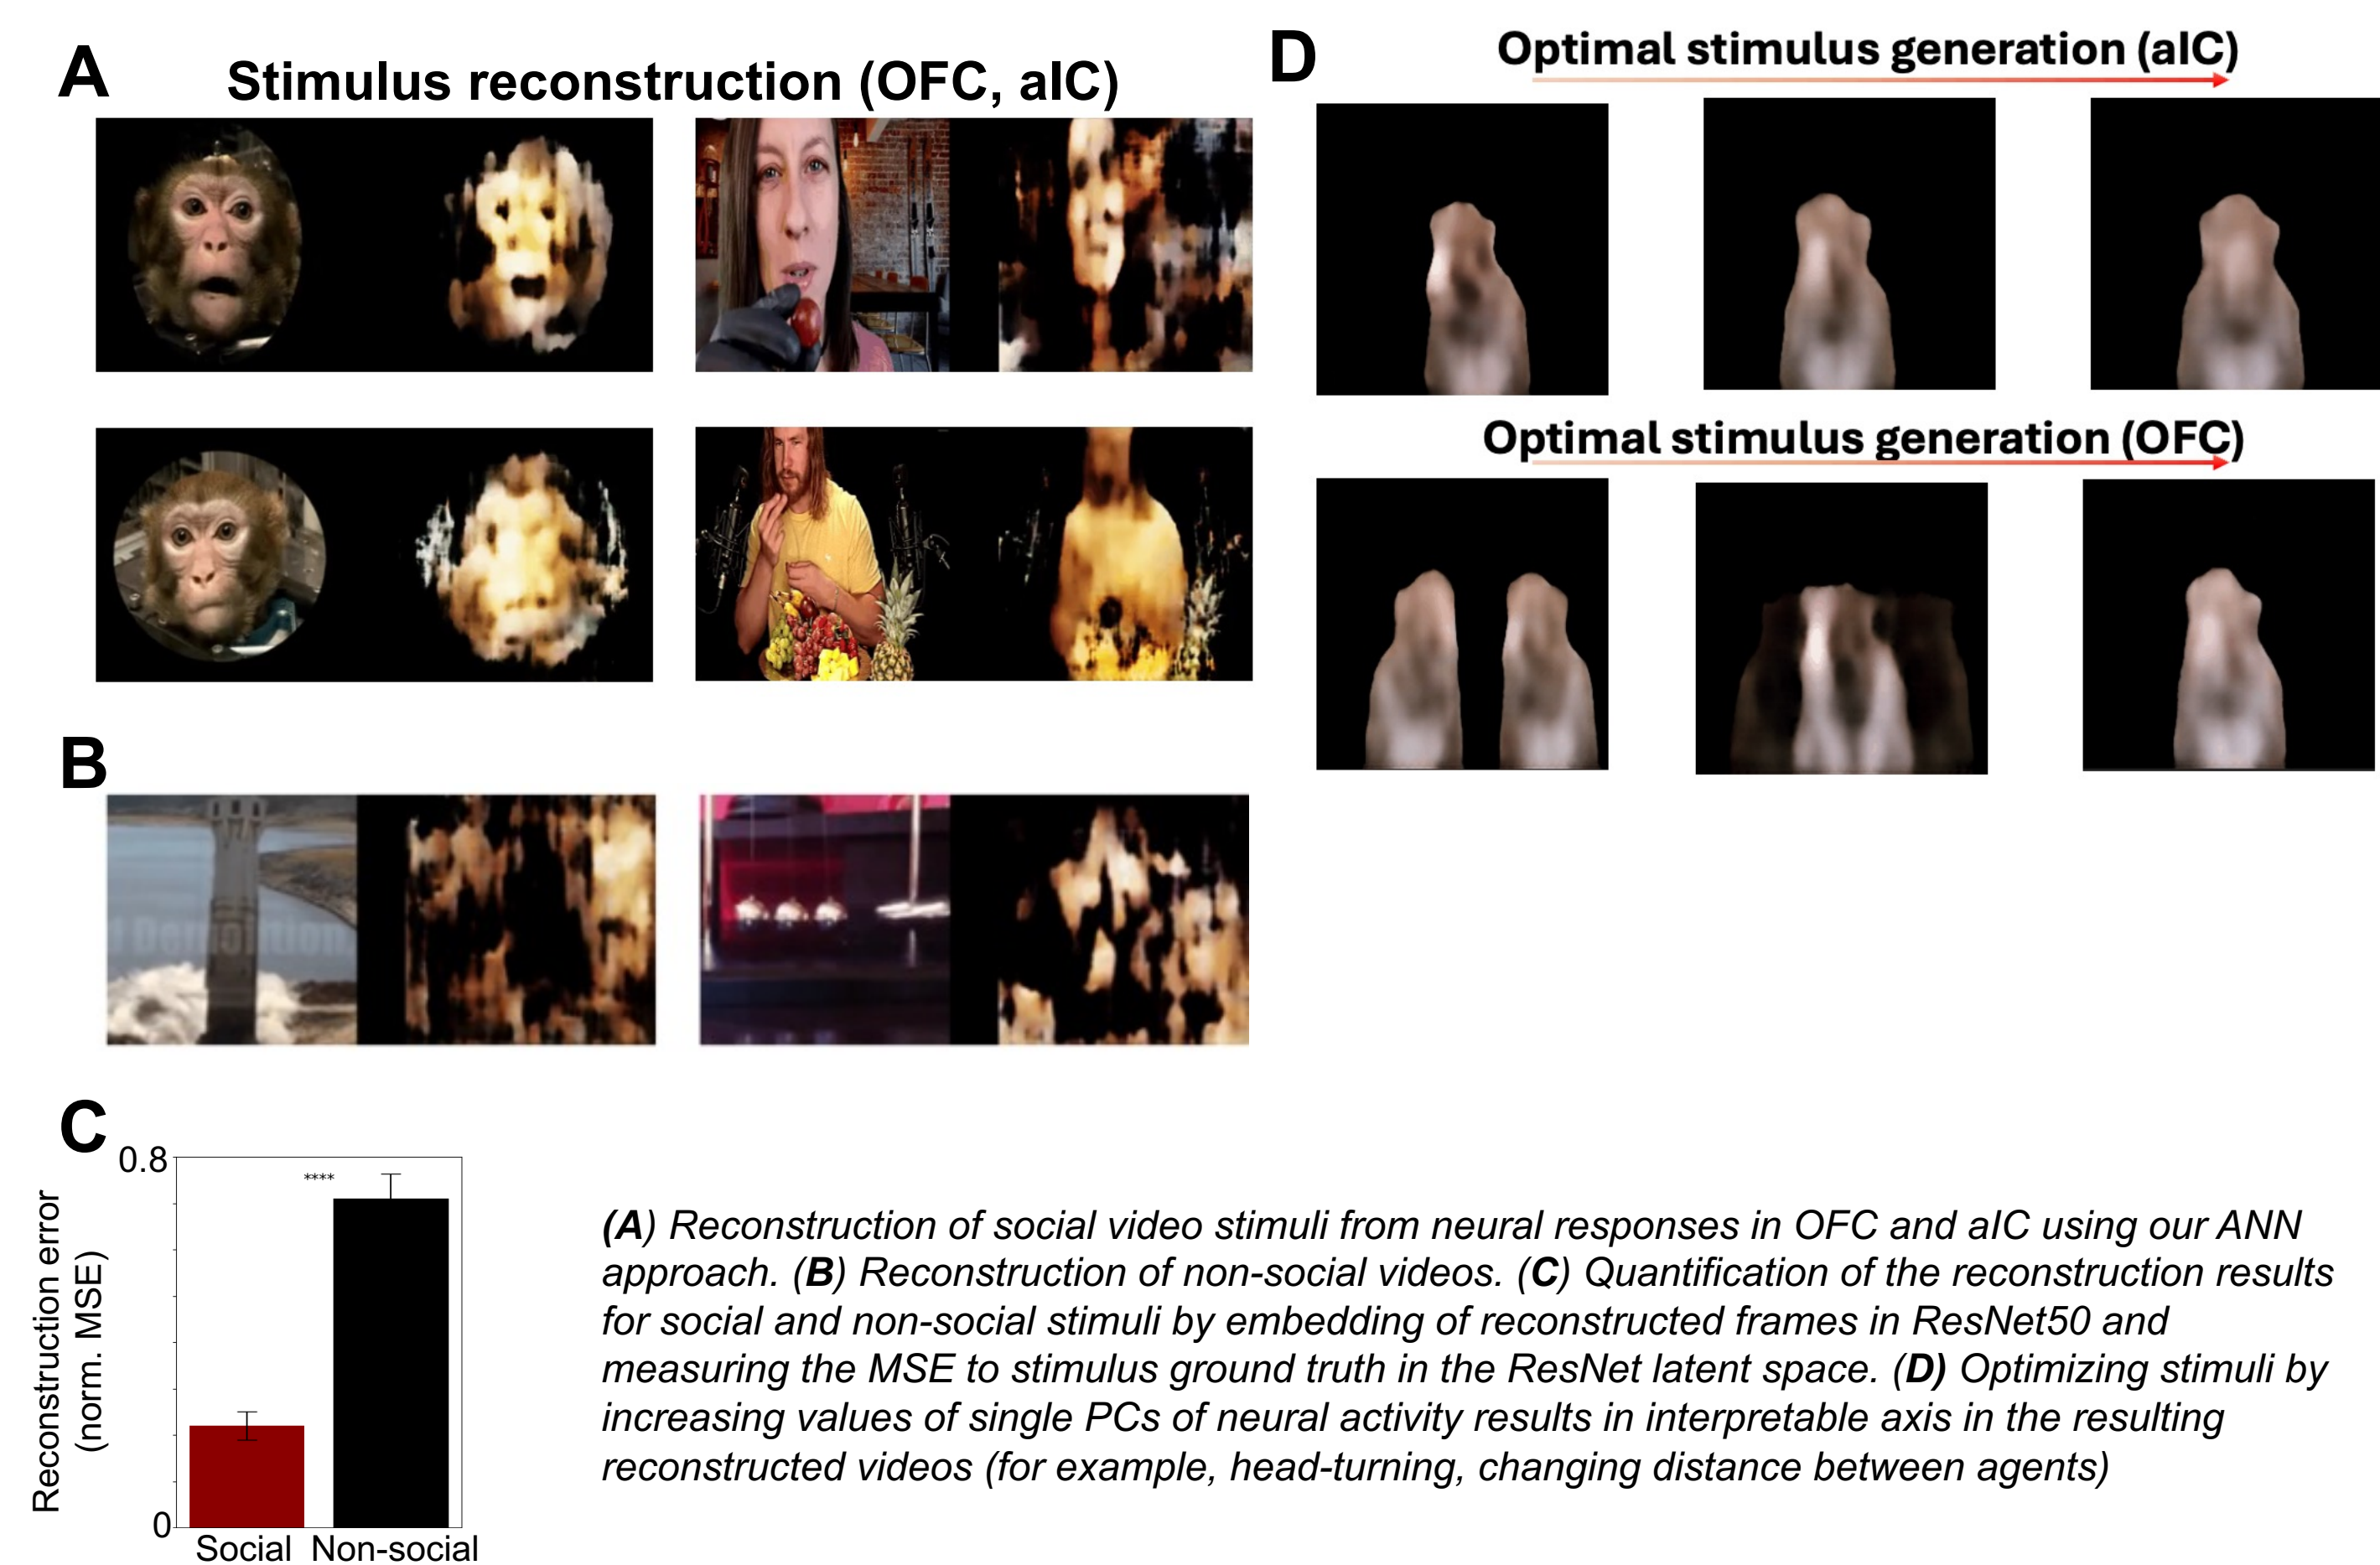 A
Stimulus reconstruction (OFC, aIC)
B
C
0.8
****
Reconstruction error
(norm. MSE)
0
Social Non-social
D
Optimal stimulus generation (aIC)
Optimal stimulus generation (OFC)
(A) Reconstruction of social video stimuli from neural responses in OFC and aIC using our ANN
approach. (B) Reconstruction of non-social videos. (C) Quantification of the reconstruction results
for social and non-social stimuli by embedding of reconstructed frames in ResNet50 and
measuring the MSE to stimulus ground truth in the ResNet latent space. (D) Optimizing stimuli by
increasing values of single PCs of neural activity results in interpretable axis in the resulting
reconstructed videos (for example, head-turning, changing distance between agents)